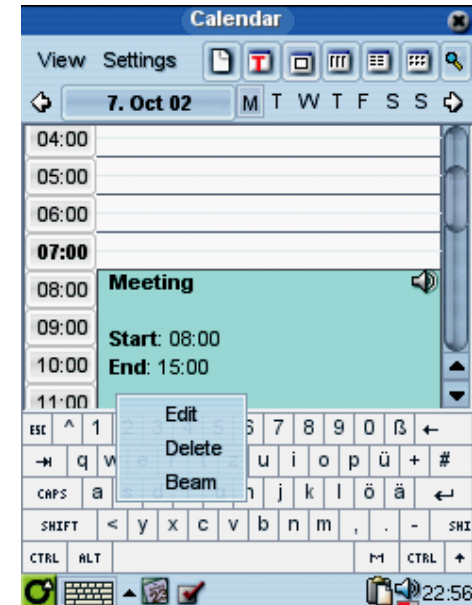 Calendar
View Settings T
7. Oct 02 M T W T F S S
04:00
05:00
06:00
07:00
08:00 Meeting
09:00 Start: 08:00
10:00 End: 15:00
11:00
Edit
Delete
Beam
ESC ^ 1 6 7 8 9 0 ß ←
q w u i o p ü + #
CAPS a j k l ö ä
SHIFT < y x c v b n m , . - SHI
CTRL ALT CTRL
22:58